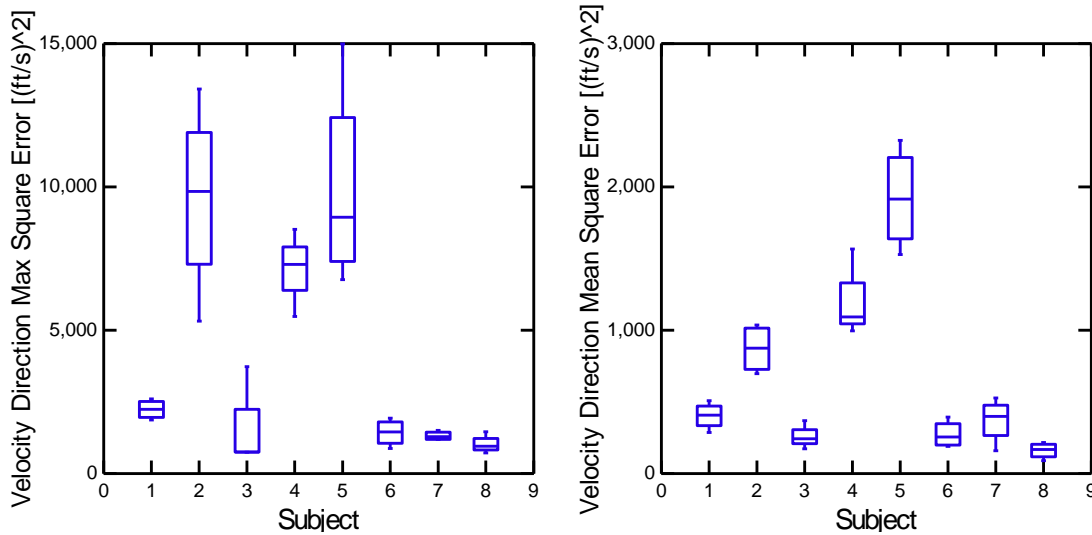 Velocity Direction Max Square Error [(ft/s)^2]
15,000
10,000
5,000
0
0 1 2 3 4 5 6 7 8 9
Subject
Velocity Direction Mean Square Error [(ft/s)^2]
3,000
2,000
1,000
0
0 1 2 3 4 5 6 7 8 9
Subject